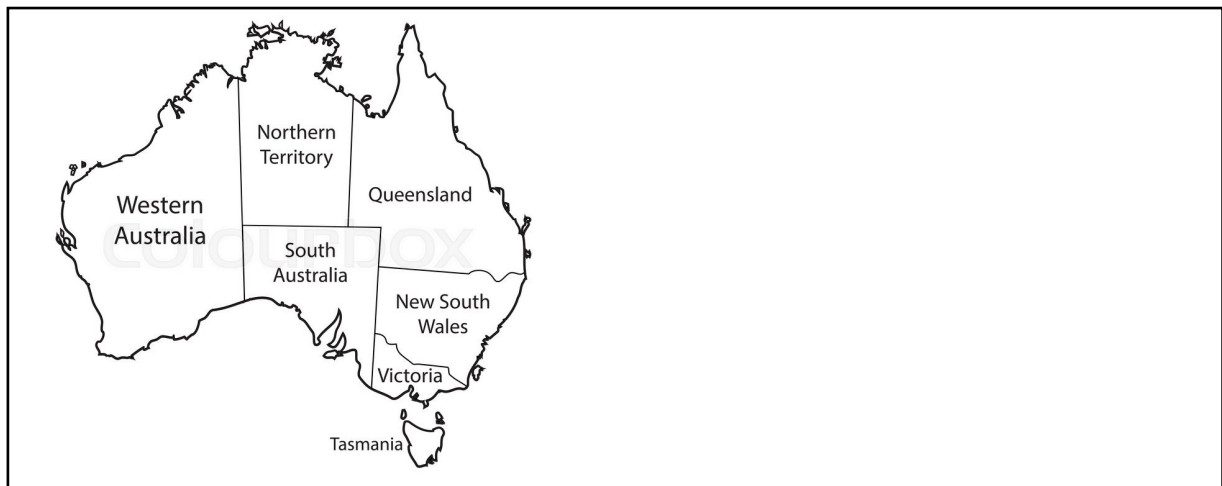 Northern
Territory
Queensland
Western
Australia
Colourbox
South
Australia
New South
Wales
Victoria
Tasmania